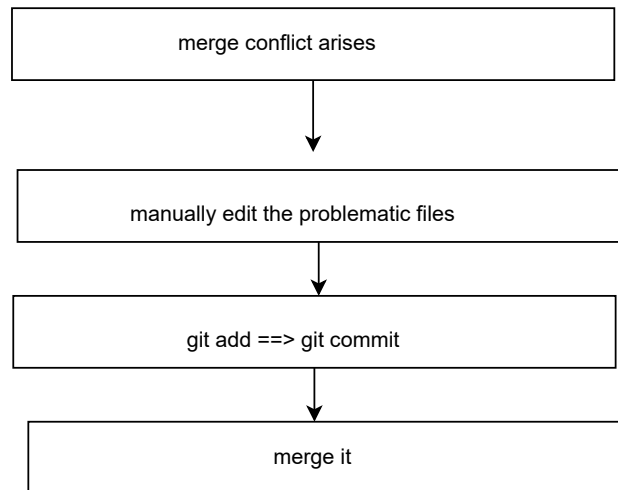 merge conflict arises
manually edit the problematic files
git add ==> git commit
merge it